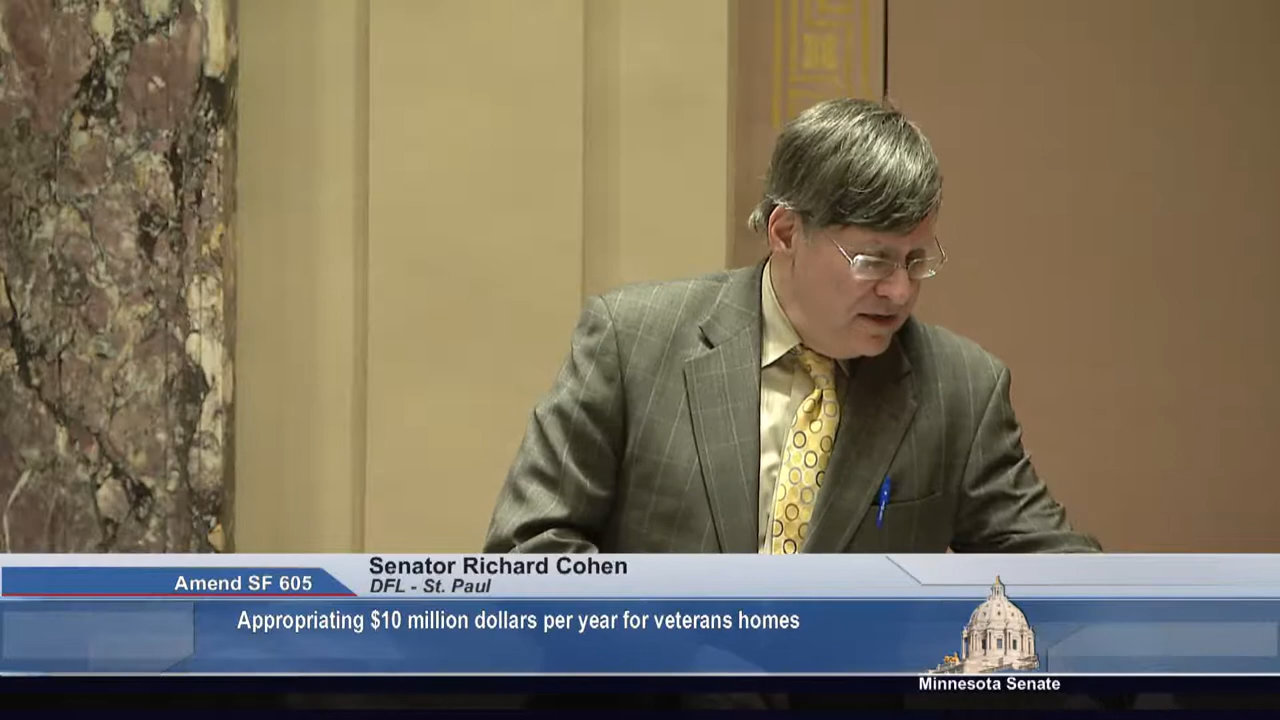 Senator Richard Cohen
Amend SF 605
DFL - St. Paul
Appropriating $10 million dollars per year for veterans homes
Minnesota Senate